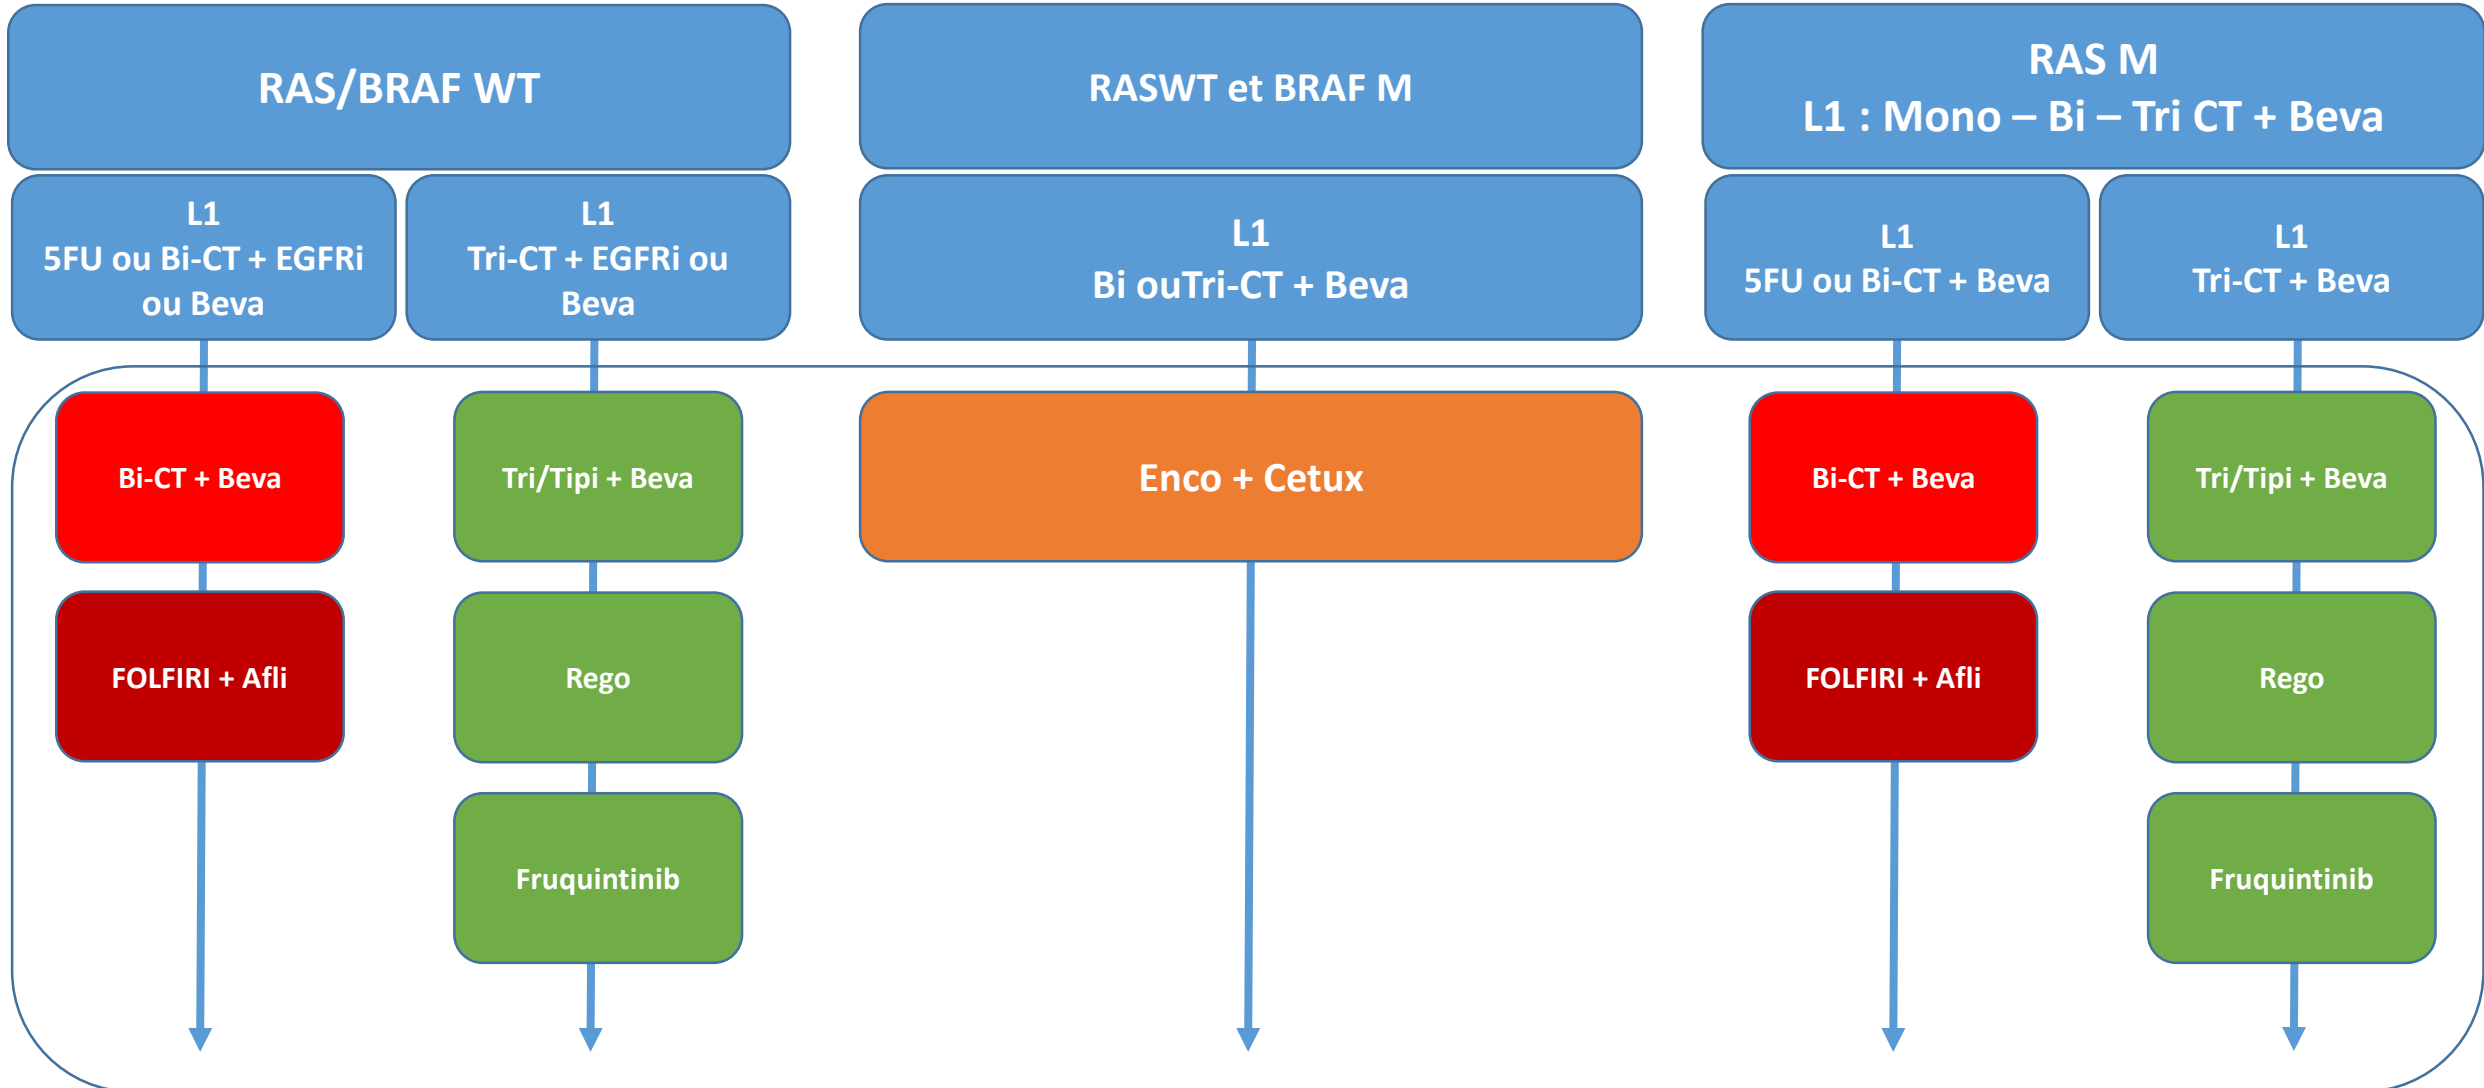 RAS/BRAF WT
RASWT et BRAF M
RAS M
L1 : Mono – Bi – Tri CT + Beva
L1
5FU ou Bi-CT + EGFRi
ou Beva
L1
Tri-CT + EGFRi ou
Beva
L1
Bi ouTri-CT + Beva
L1
5FU ou Bi-CT + Beva
L1
Tri-CT + Beva
Bi-CT + Beva
Tri/Tipi + Beva
Enco + Cetux
Bi-CT + Beva
Tri/Tipi + Beva
FOLFIRI + Afli
Rego
FOLFIRI + Afli
Rego
Fruquintinib
Fruquintinib